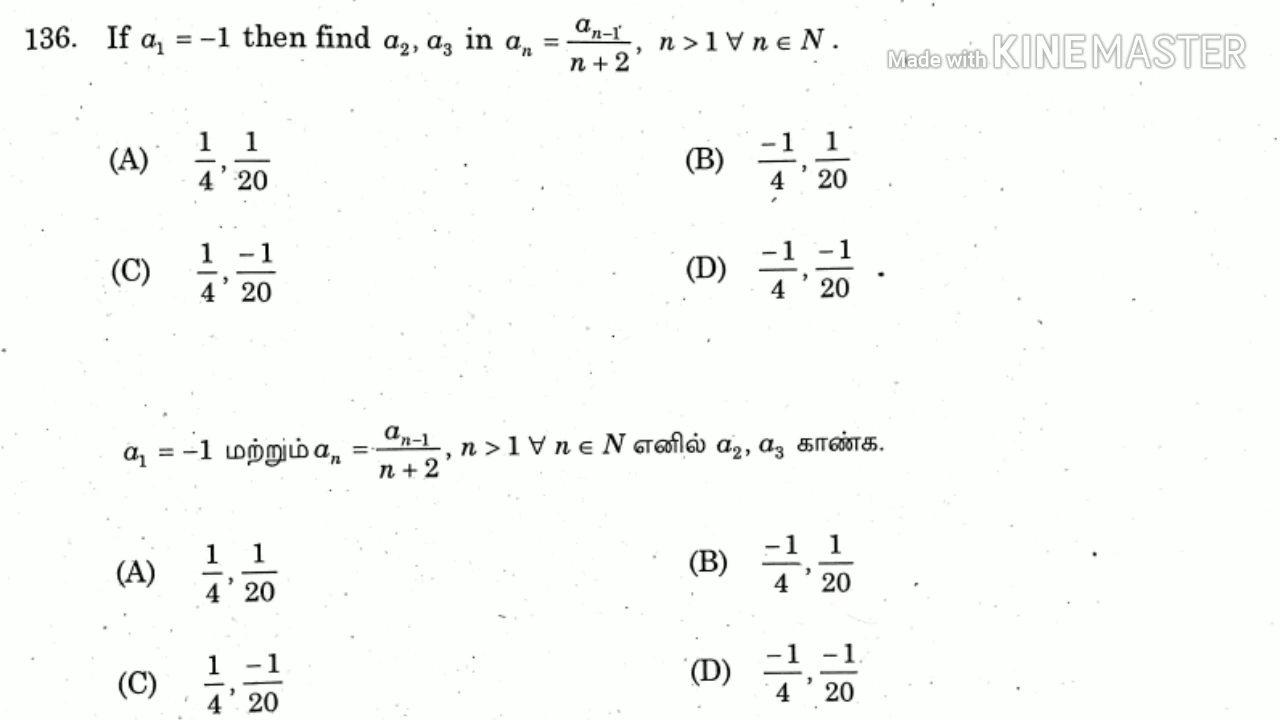 136. If a₁ = –1 then find a₂, a₃ in aₙ = aₙ₋₁/(n + 2), n > 1 ∀ n ∈ N.
Made with KINEMASTER
(A) 1/4, 1/20 (B) –1/4, 1/20
(C) 1/4, –1/20 (D) –1/4, –1/20
a₁ = –1 மற்றும் aₙ = aₙ₋₁/(n + 2), n > 1 ∀ n ∈ N எனில் a₂, a₃ காண்க.
(A) 1/4, 1/20 (B) –1/4, 1/20
(C) 1/4, –1/20 (D) –1/4, –1/20